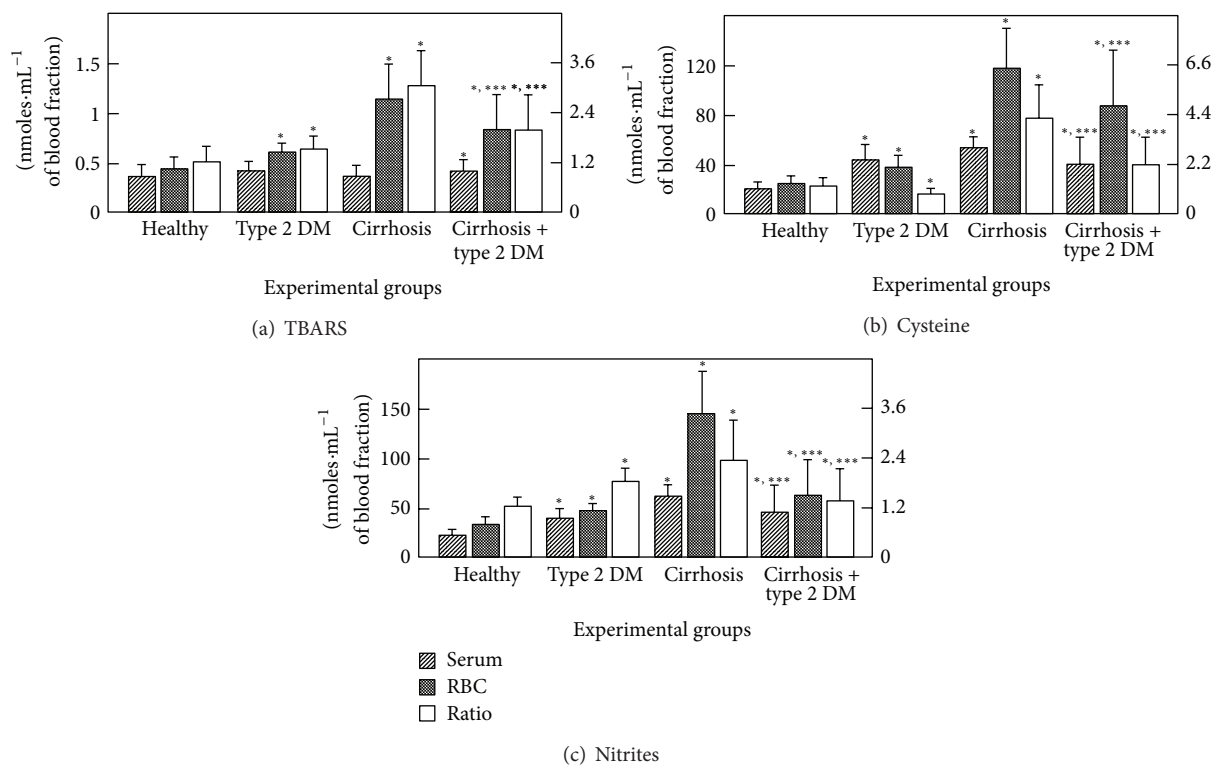 (nmoles·mL−1
of blood fraction)
1.5
1
0.5
0
* * * * * *, *** *, ***
3.6
2.4
1.2
0
Healthy Type 2 DM Cirrhosis Cirrhosis +
type 2 DM
Experimental groups
(a) TBARS
(nmoles·mL−1
of blood fraction)
120
80
40
0
* * * * * * *, *** *, *** *, ***
6.6
4.4
2.2
0
Healthy Type 2 DM Cirrhosis Cirrhosis +
type 2 DM
Experimental groups
(b) Cysteine
(nmoles·mL−1
of blood fraction)
150
100
50
0
* * * * * * *, *** *, *** *, ***
3.6
2.4
1.2
0
Healthy Type 2 DM Cirrhosis Cirrhosis +
type 2 DM
Experimental groups
Serum
RBC
Ratio
(c) Nitrites